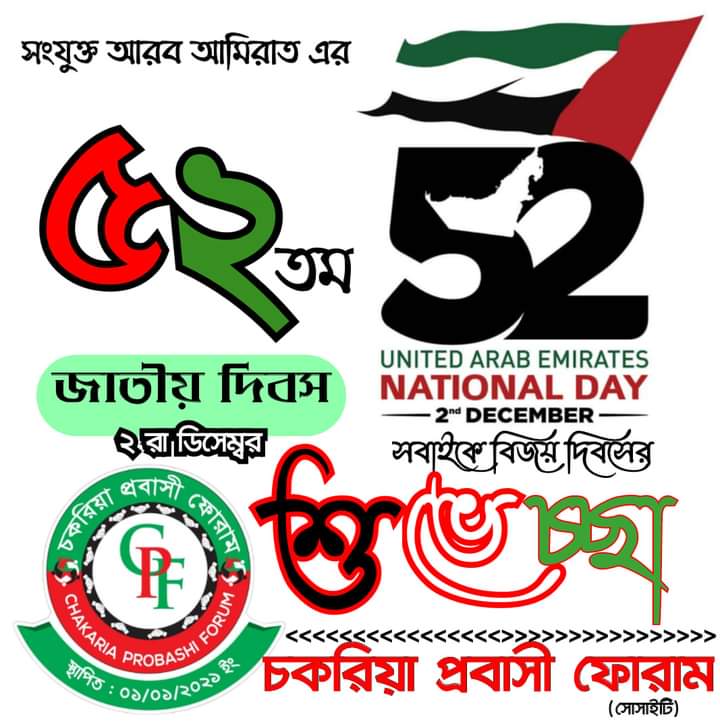 সংযুক্ত আরব আমিরাত এর
৫২তম
জাতীয় দিবস
২রা ডিসেম্বর
52
UNITED ARAB EMIRATES
NATIONAL DAY
2nd DECEMBER
সবাইকে বিজয় দিবসের
শুভেচ্ছা
চকরিয়া প্রবাসী ফোরাম
CPF
CHAKARIA PROBASHI FORUM
স্থাপিত : ০১/০১/২০২১ ইং
<<<<<<<<<<<<<<<<<>>>>>>>>>>>>>>>>
চকরিয়া প্রবাসী ফোরাম
(সোসাইটি)